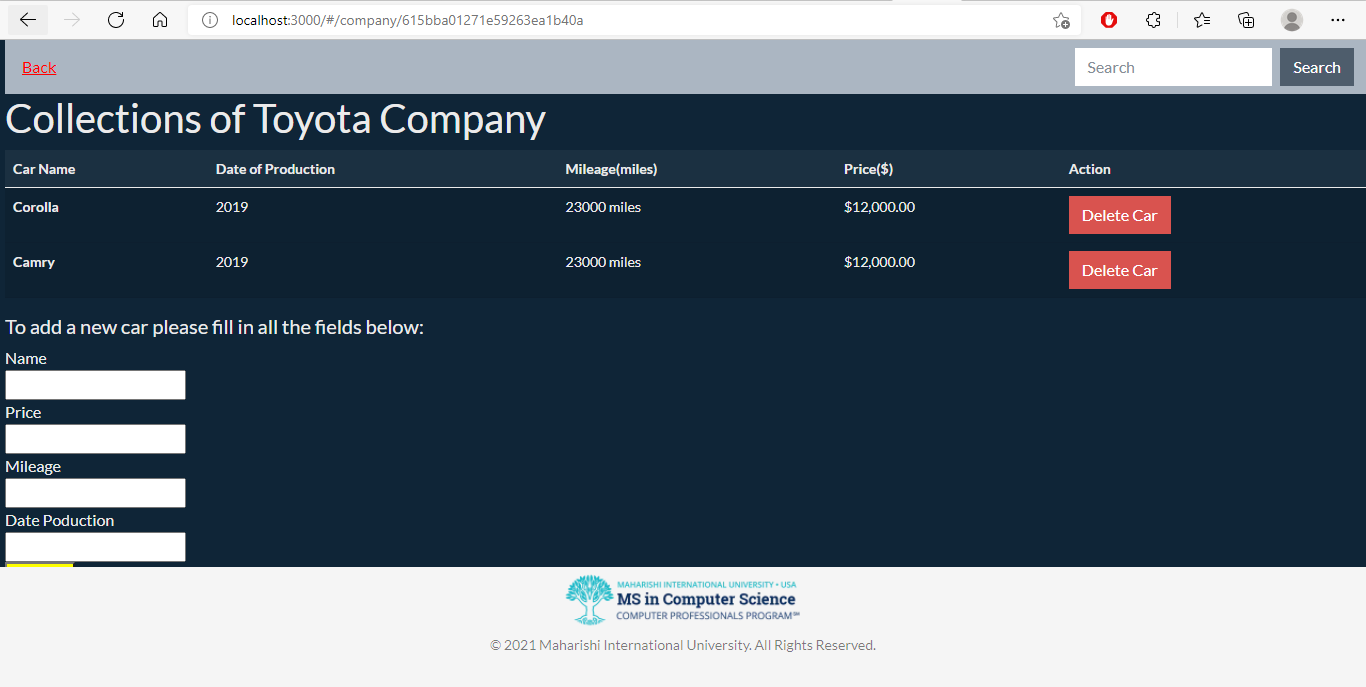 localhost:3000/#/company/615bba01271e59263ea1b40a
Back
Search
Search
Collections of Toyota Company
Car Name Date of Production Mileage(miles) Price($) Action
Corolla 2019 23000 miles $12,000.00 Delete Car
Camry 2019 23000 miles $12,000.00 Delete Car
To add a new car please fill in all the fields below:
Name
Price
Mileage
Date Poduction
MAHARISHI INTERNATIONAL UNIVERSITY • USA
MS in Computer Science
COMPUTER PROFESSIONALS PROGRAM℠
© 2021 Maharishi International University. All Rights Reserved.